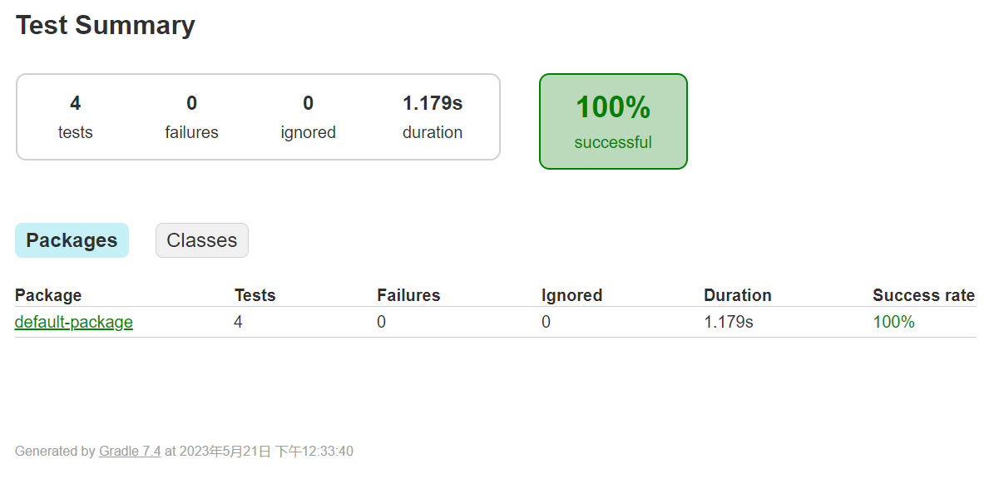 Test Summary
4 0 0 1.179s
tests failures ignored duration
100%
successful
Packages Classes
Package Tests Failures Ignored Duration Success rate
default-package 4 0 0 1.179s 100%
Generated by Gradle 7.4 at 2023年5月21日 下午12:33:40